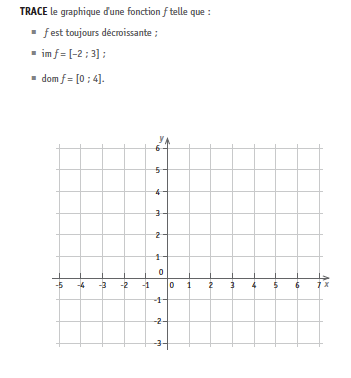 TRACE le graphique d'une fonction f telle que :
▪ f est toujours décroissante ;
▪ im f = [–2 ; 3] ;
▪ dom f = [0 ; 4].
y
6
5
4
3
2
1
0
-5 -4 -3 -2 -1 0 1 2 3 4 5 6 7 x
-1
-2
-3